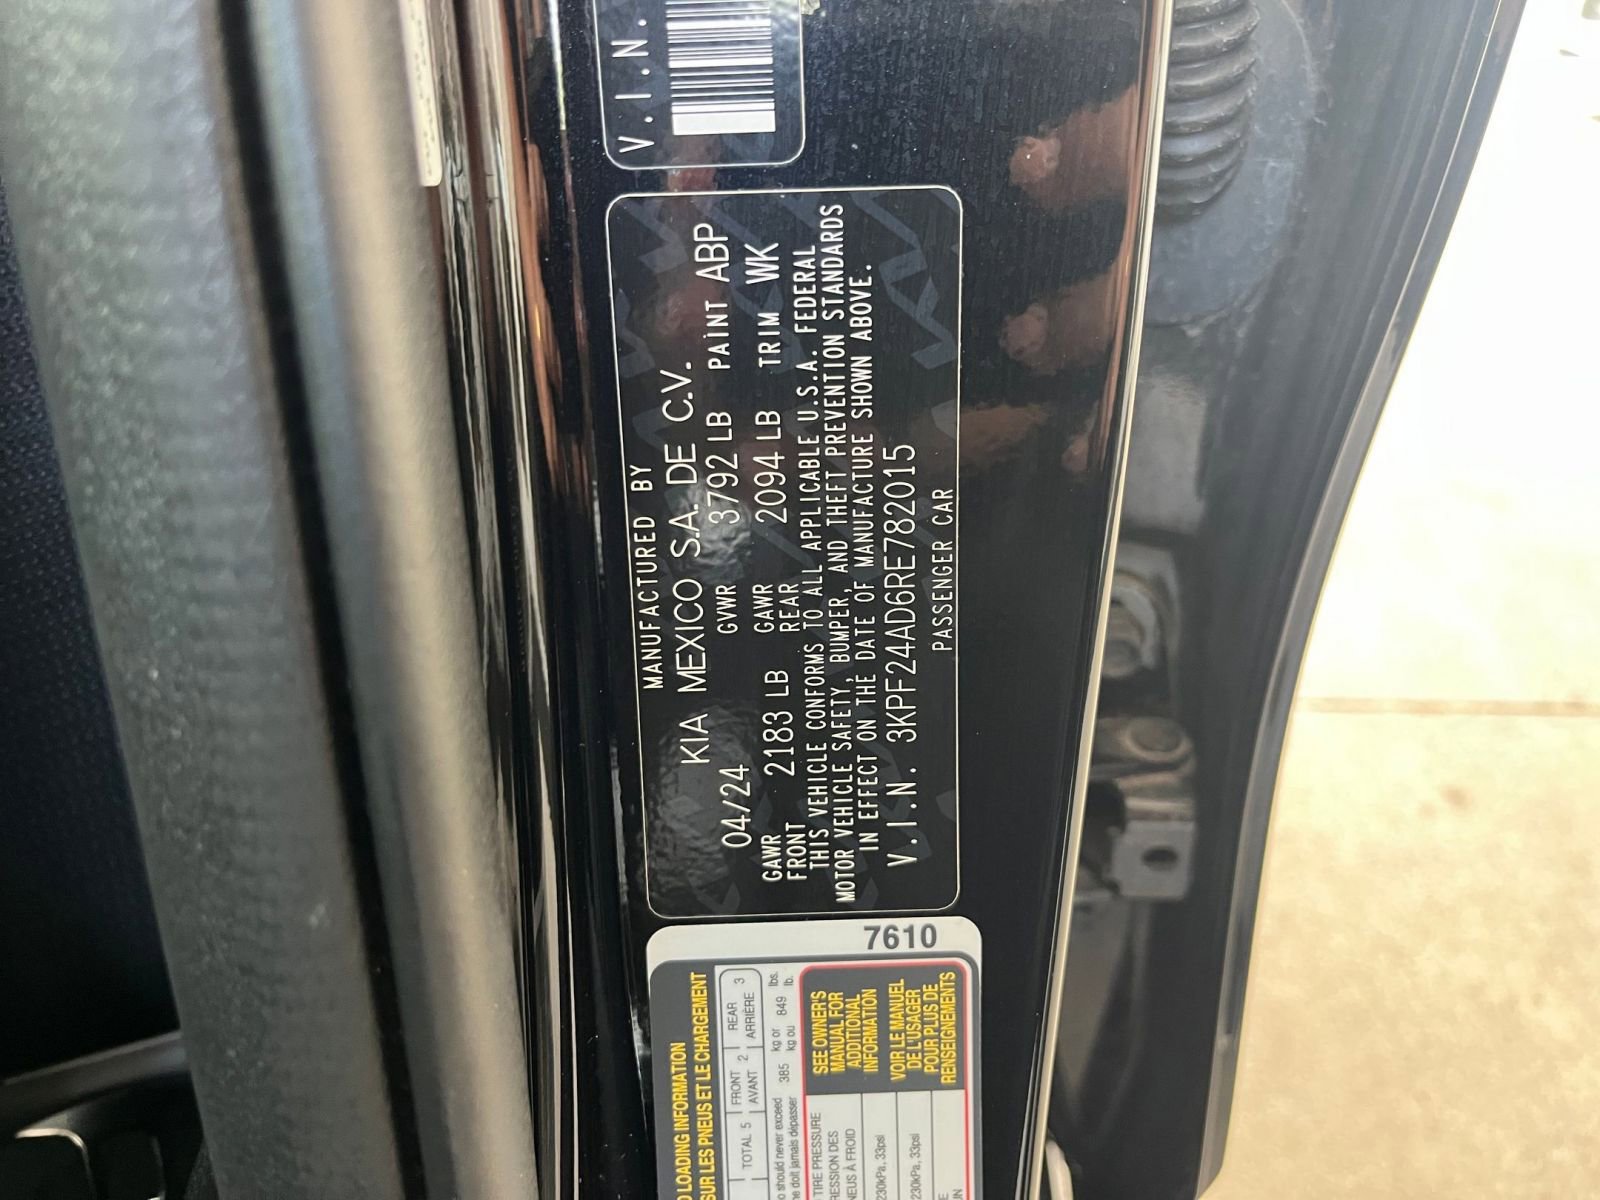 V.I.N.
MANUFACTURED BY
KIA MEXICO S.A. DE C.V.
04/24 GVWR 3792 LB PAINT ABP
GAWR FRONT 2183 LB GAWR REAR 2094 LB TRIM WK
THIS VEHICLE CONFORMS TO ALL APPLICABLE U.S.A. FEDERAL
MOTOR VEHICLE SAFETY, BUMPER, AND THEFT PREVENTION STANDARDS
IN EFFECT ON THE DATE OF MANUFACTURE SHOWN ABOVE.
V.I.N. 3KPF24AD6RE782015
PASSENGER CAR
7610
LOADING INFORMATION
SUR LES PNEUS ET LE CHARGEMENT
TOTAL 5 FRONT 2 REAR 3
AVANT ARRIÈRE
should never exceed 385 kg or 849 lbs.
ne doit jamais dépasser kg ou lb.
TIRE PRESSURE
À FROID
230kPa, 33psi
230kPa, 33psi
SEE OWNER'S
MANUAL FOR
ADDITIONAL
INFORMATION
VOIR LE MANUEL
DE L'USAGER
POUR PLUS DE
RENSEIGNEMENTS